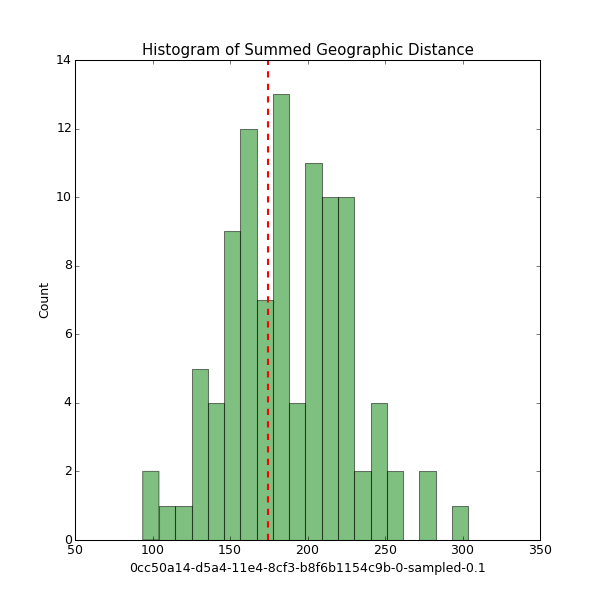 Histogram of Summed Geographic Distance
14
12
10
8
6
4
2
0
Count
50 100 150 200 250 300 350
0cc50a14-d5a4-11e4-8cf3-b8f6b1154c9b-0-sampled-0.1